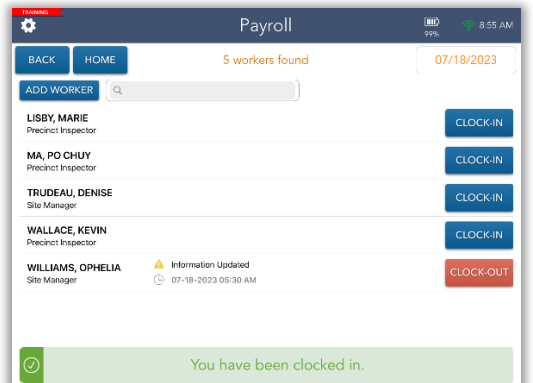 TRAINING
Payroll
99%
8:55 AM
BACK
HOME
5 workers found
07/18/2023
ADD WORKER
LISBY, MARIE
Precinct Inspector
CLOCK-IN
MA, PO CHUY
Precinct Inspector
CLOCK-IN
TRUDEAU, DENISE
Site Manager
CLOCK-IN
WALLACE, KEVIN
Precinct Inspector
CLOCK-IN
WILLIAMS, OPHELIA
Site Manager
Information Updated
07-18-2023 05:30 AM
CLOCK-OUT
You have been clocked in.